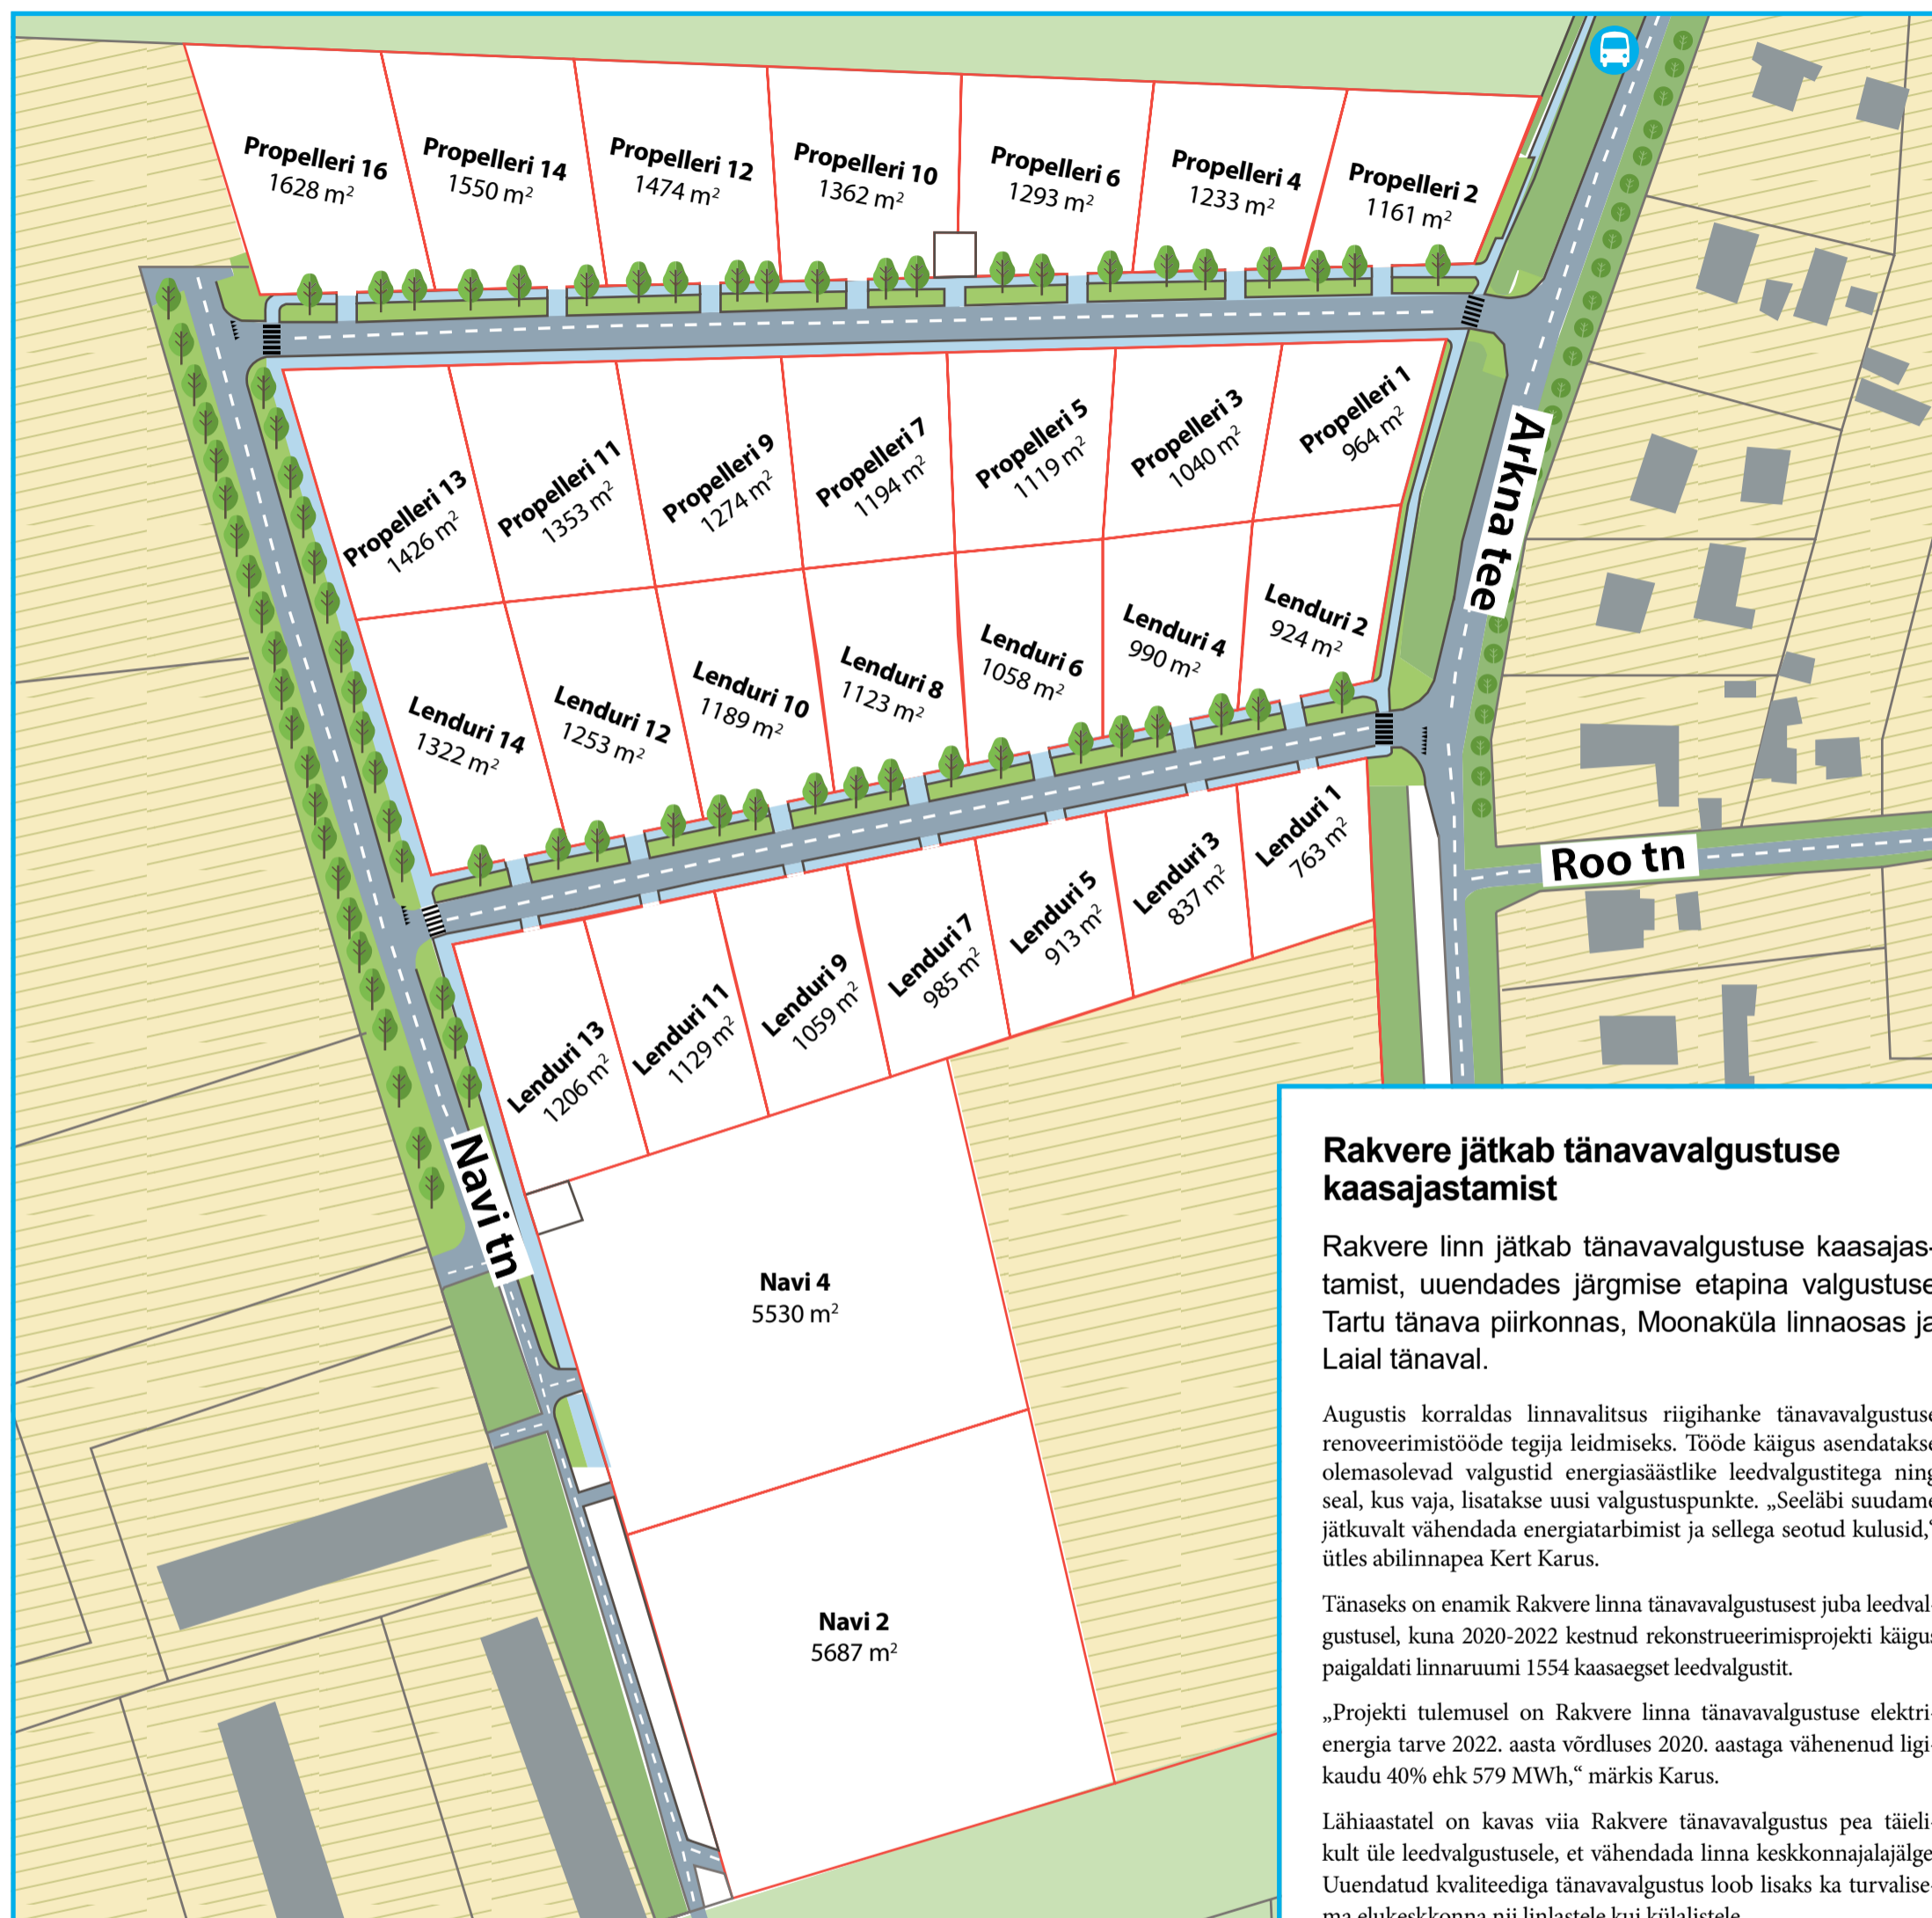 Propelleri 16
1628 m²
Propelleri 14
1550 m²
Propelleri 12
1474 m²
Propelleri 10
1362 m²
Propelleri 6
1293 m²
Propelleri 4
1233 m²
Propelleri 2
1161 m²
Propelleri 13
1426 m²
Propelleri 11
1353 m²
Propelleri 9
1274 m²
Propelleri 7
1194 m²
Propelleri 5
1119 m²
Propelleri 3
1040 m²
Propelleri 1
964 m²
Arkna tee
Lenduri 14
1322 m²
Lenduri 12
1253 m²
Lenduri 10
1189 m²
Lenduri 8
1123 m²
Lenduri 6
1058 m²
Lenduri 4
990 m²
Lenduri 2
924 m²
Roo tn
Lenduri 13
1206 m²
Lenduri 11
1129 m²
Lenduri 9
1059 m²
Lenduri 7
985 m²
Lenduri 5
913 m²
Lenduri 3
837 m²
Lenduri 1
763 m²
Navi tn
Navi 4
5530 m²
Navi 2
5687 m²
Rakvere jätkab tänavavalgustuse
kaasajastamist
Rakvere linn jätkab tänavavalgustuse kaasajas-
tamist, uuendades järgmise etapina valgustuse
Tartu tänava piirkonnas, Moonaküla linnaosas ja
Laial tänaval.
Augustis korraldas linnavalitsus riigihanke tänavavalgustuse
renoveerimistööde tegija leidmiseks. Tööde käigus asendatakse
olemasolevad valgustid energiasäästlike leedvalgustitega ning
seal, kus vaja, lisatakse uusi valgustuspunkte. „Seeläbi suudame
jätkuvalt vähendada energiatarbimist ja sellega seotud kulusid,“
ütles abilinnapea Kert Karus.
Tänaseks on enamik Rakvere linna tänavavalgustusest juba leedval-
gustusel, kuna 2020-2022 kestnud rekonstrueerimisprojekti käigus
paigaldati linnaruumi 1554 kaasaegset leedvalgustit.
„Projekti tulemusel on Rakvere linna tänavavalgustuse elektri-
energia tarve 2022. aasta võrdluses 2020. aastaga vähenenud ligi-
kaudu 40% ehk 579 MWh,“ märkis Karus.
Lähiaastatel on kavas viia Rakvere tänavavalgustus pea täieli-
kult üle leedvalgustusele, et vähendada linna keskkonnajalajälge.
Uuendatud kvaliteediga tänavavalgustus loob lisaks ka turvalise-
ma elukeskkonna nii linlastele kui külalistele.